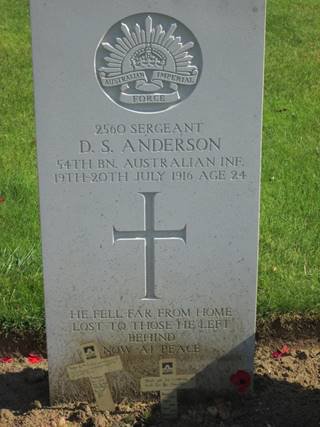 AUSTRALIAN IMPERIAL
FORCE
2560 SERGEANT
D. S. ANDERSON
54TH BN. AUSTRALIAN INF.
19TH-20TH JULY 1916 AGE 24
HE FELL FAR FROM HOME
LOST TO THOSE HE LEFT
BEHIND
NOW AT PEACE